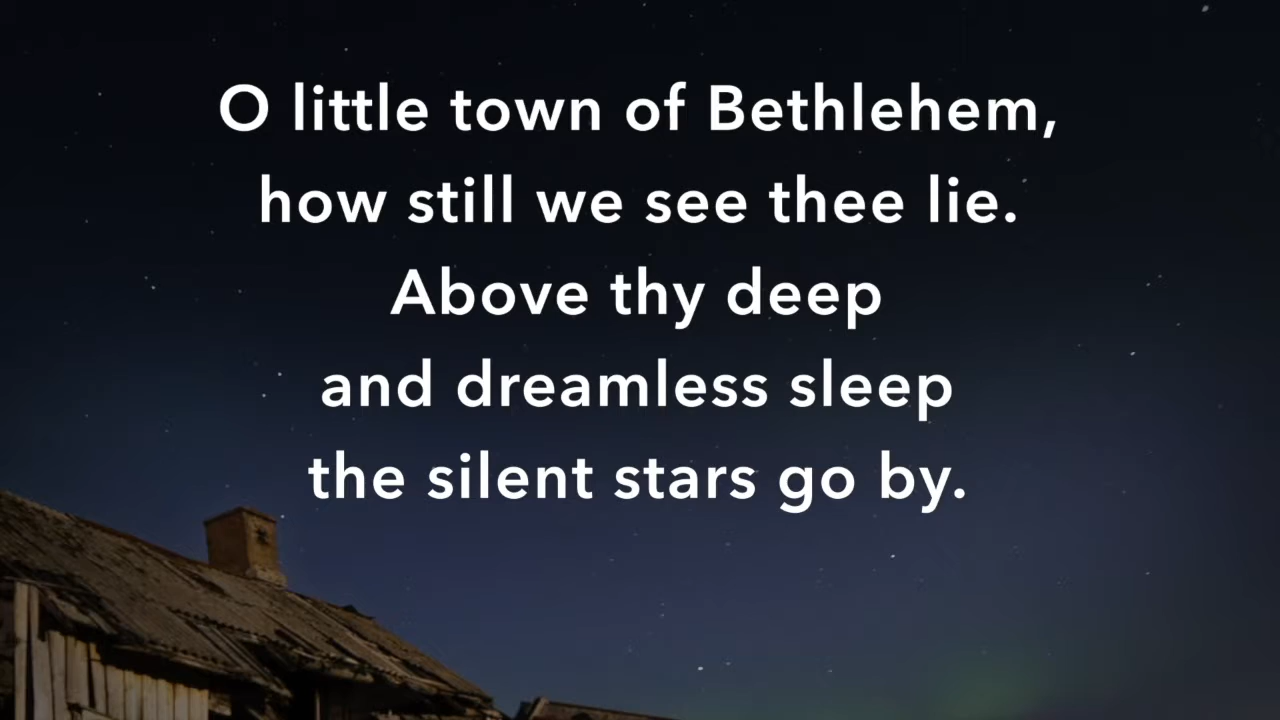 O little town of Bethlehem,
how still we see thee lie.
Above thy deep
and dreamless sleep
the silent stars go by.